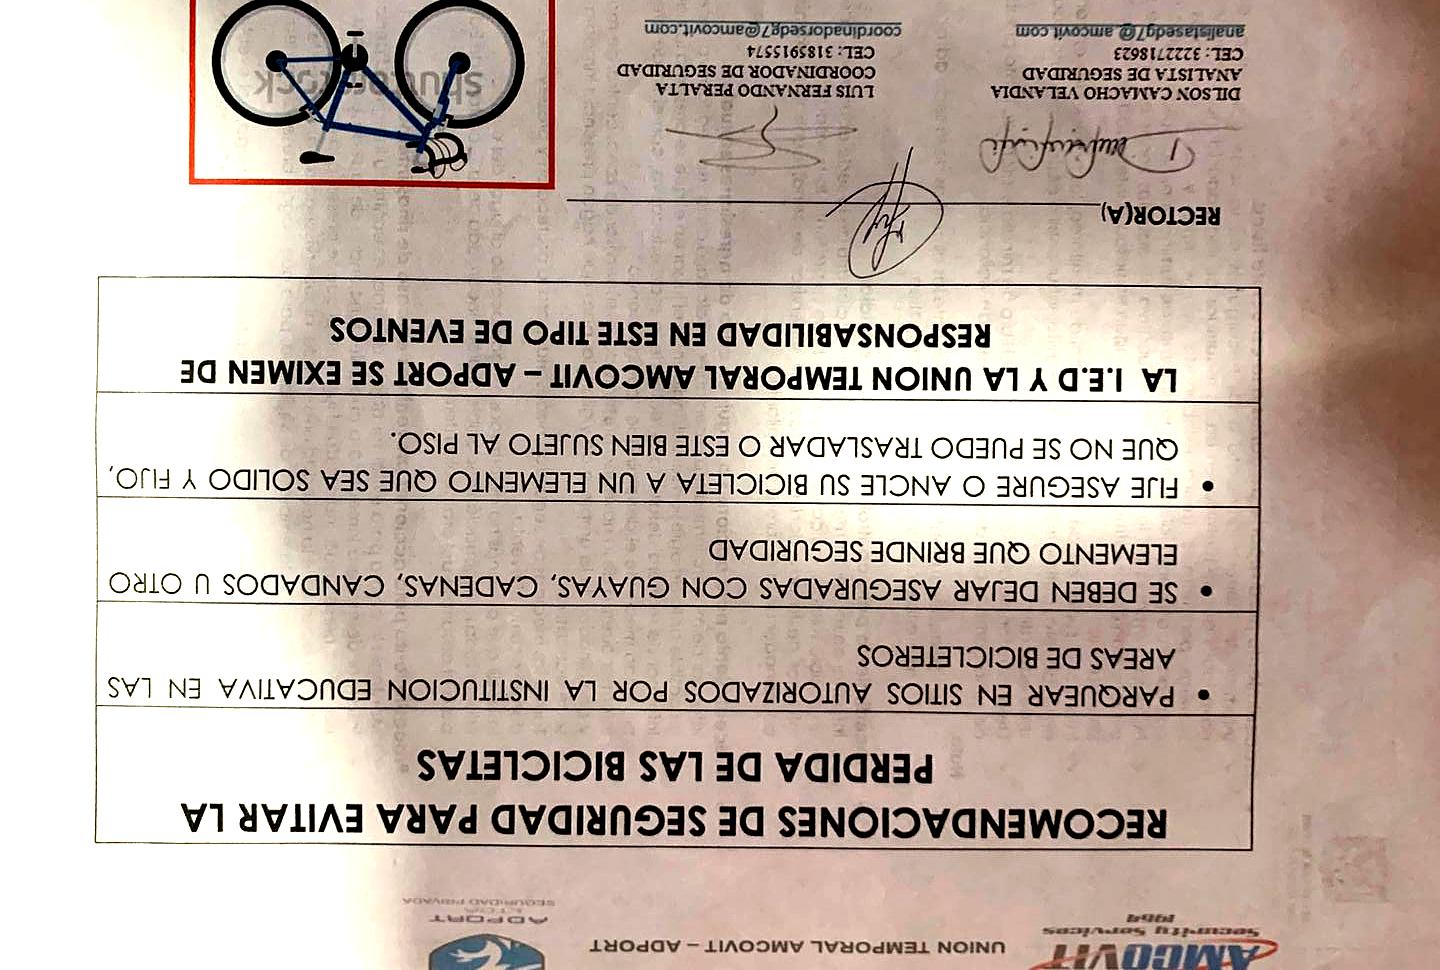 AMCOVIT
Security Services
1984
UNION TEMPORAL AMCOVIT – ADPORT
ADPORT
LTDA
SEGURIDAD PRIVADA
RECOMENDACIONES DE SEGURIDAD PARA EVITAR LA
PERDIDA DE LAS BICICLETAS
• PARQUEAR EN SITIOS AUTORIZADOS POR LA INSTITUCION EDUCATIVA EN LAS
AREAS DE BICICLETEROS
• SE DEBEN DEJAR ASEGURADAS CON GUAYAS, CADENAS, CANDADOS U OTRO
ELEMENTO QUE BRINDE SEGURIDAD
• FIJE ASEGURE O ANCLE SU BICICLETA A UN ELEMENTO QUE SEA SOLIDO Y FIJO,
QUE NO SE PUEDO TRASLADAR O ESTE BIEN SUJETO AL PISO.
LA I.E.D Y LA UNION TEMPORAL AMCOVIT – ADPORT SE EXIMEN DE
RESPONSABILIDAD EN ESTE TIPO DE EVENTOS
RECTOR(A)
DILSON CAMACHO VELANDIA
ANALISTA DE SEGURIDAD
CEL: 3222718623
analistasedg7@amcovit.com
LUIS FERNANDO PERALTA
COORDINADOR DE SEGURIDAD
CEL: 3185915574
coordinadorsedg7@amcovit.com
shutterstock